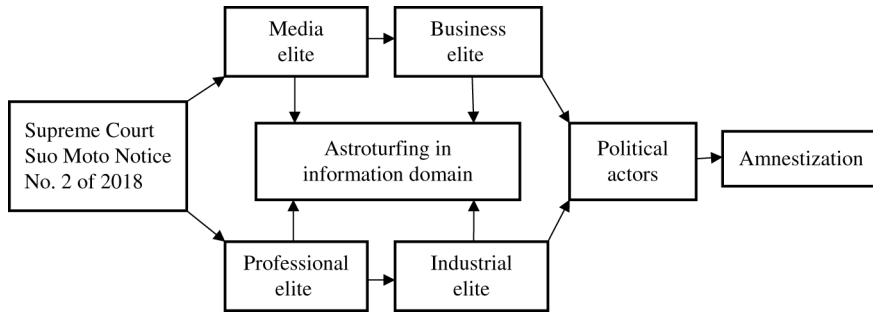 Media
elite
Business
elite
Supreme Court
Suo Moto Notice
No. 2 of 2018
Astroturfing in
information domain
Political
actors
Amnestization
Professional
elite
Industrial
elite